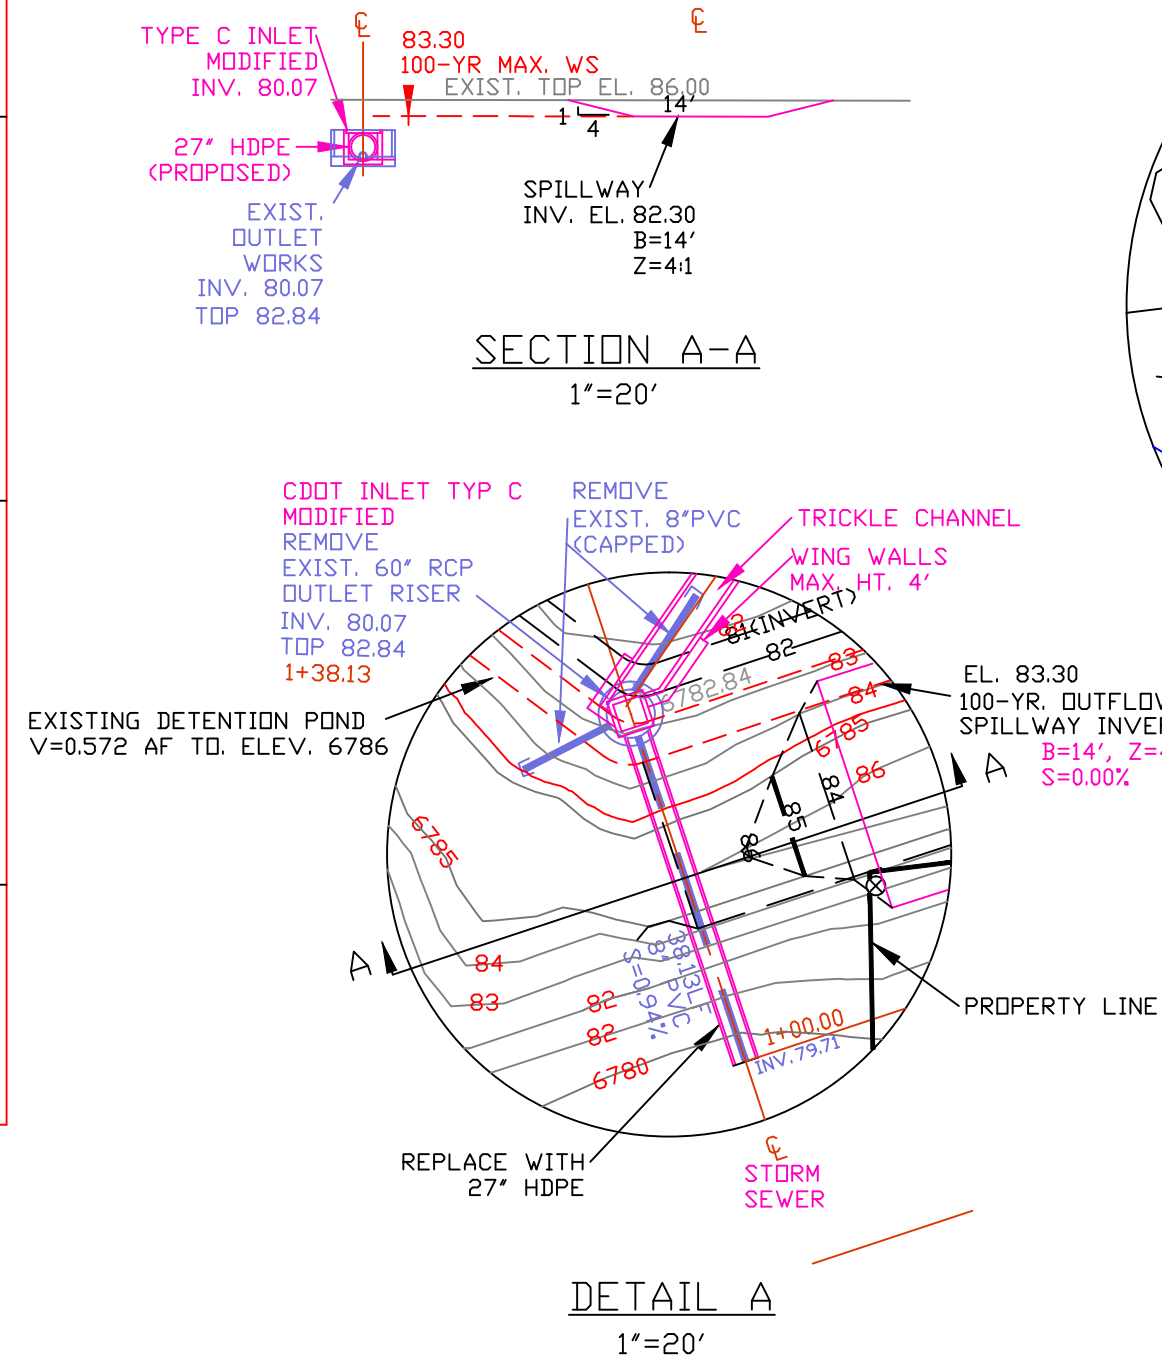 TYPE C INLET
MODIFIED
INV. 80.07
℄
83.30
100-YR MAX. WS
EXIST. TOP EL. 86.00
℄
14'
1
4
27" HDPE
(PROPOSED)
EXIST.
OUTLET
WORKS
INV. 80.07
TOP 82.84
SPILLWAY
INV. EL. 82.30
B=14'
Z=4:1
SECTION A-A
1"=20'
CDOT INLET TYP C
MODIFIED
REMOVE
EXIST. 60" RCP
OUTLET RISER
INV. 80.07
TOP 82.84
1+38.13
REMOVE
EXIST. 8"PVC
(CAPPED)
TRICKLE CHANNEL
WING WALLS
MAX. HT. 4'
81(INVERT)
82
82
6782.84
83
84
6785
86
EL. 83.30
100-YR. OUTFLOW
SPILLWAY INVER
B=14', Z=4
S=0.00%
EXISTING DETENTION POND
V=0.572 AF TO. ELEV. 6786
A
84
85
86
6785
A
84
83
82
82
6780
38.13LF
8" PVC
S=0.94%
1+00.00
INV. 79.71
PROPERTY LINE
REPLACE WITH
27" HDPE
℄
STORM
SEWER
DETAIL A
1"=20'